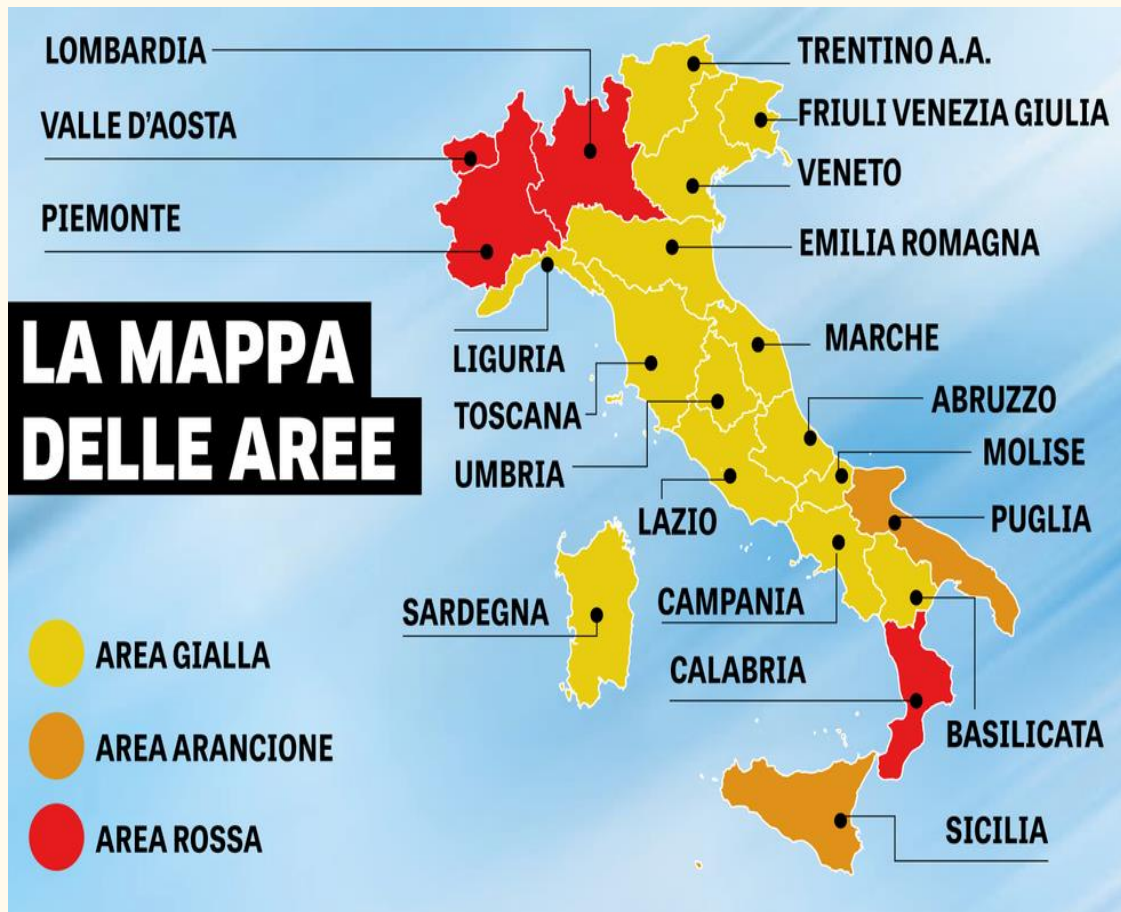 LOMBARDIA
VALLE D'AOSTA
PIEMONTE
TRENTINO A.A.
FRIULI VENEZIA GIULIA
VENETO
EMILIA ROMAGNA
LA MAPPA
DELLE AREE
LIGURIA
TOSCANA
UMBRIA
LAZIO
MARCHE
ABRUZZO
MOLISE
PUGLIA
SARDEGNA
CAMPANIA
CALABRIA
BASILICATA
SICILIA
AREA GIALLA
AREA ARANCIONE
AREA ROSSA